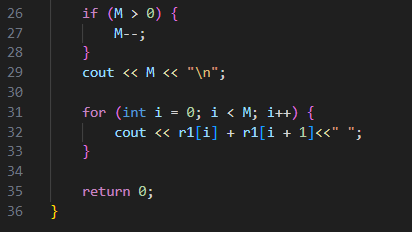 26 if (M > 0) {
27 M--;
28 }
29 cout << M << "\n";
30
31 for (int i = 0; i < M; i++) {
32 cout << r1[i] + r1[i + 1]<<" ";
33 }
34
35 return 0;
36 }